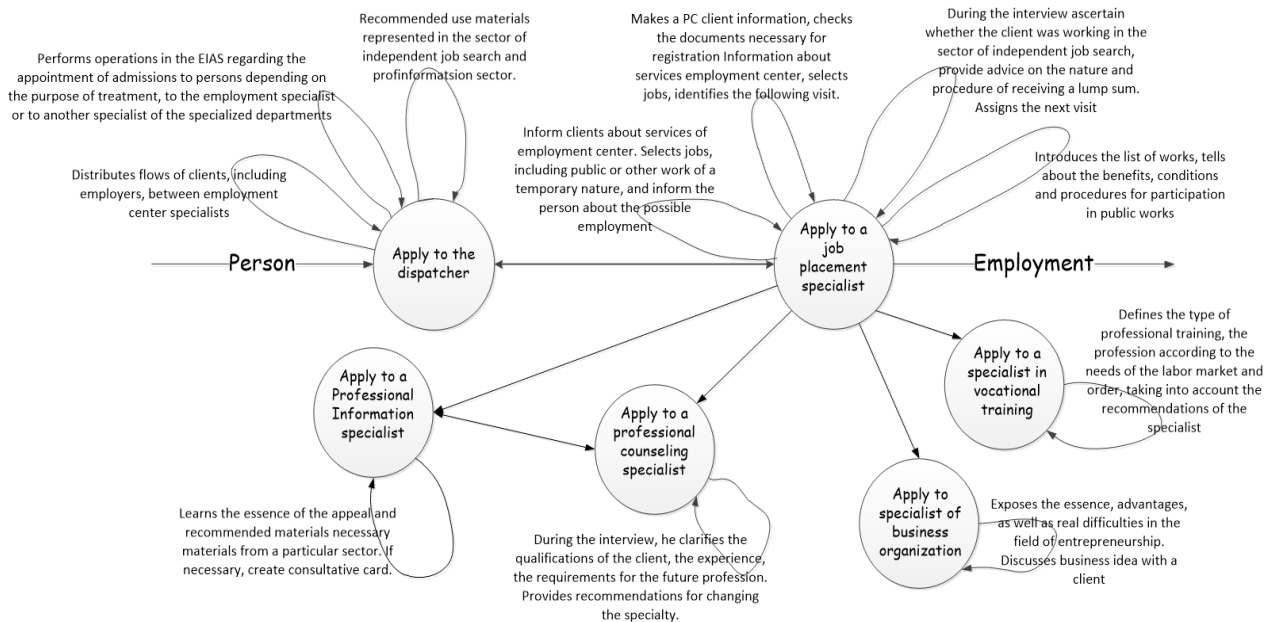 Performs operations in the EIAS regarding the
appointment of admissions to persons depending on
the purpose of treatment, to the employment specialist
or to another specialist of the specialized departments
Recommended use materials
represented in the sector of
independent job search and
profinformatsion sector.
Makes a PC client information, checks
the documents necessary for
registration Information about
services employment center, selects
jobs, identifies the following visit.
During the interview ascertain
whether the client was working in the
sector of independent job search,
provide advice on the nature and
procedure of receiving a lump sum.
Assigns the next visit
Distributes flows of clients, including
employers, between employment
center specialists
Inform clients about services of
employment center. Selects jobs,
including public or other work of a
temporary nature, and inform the
person about the possible
employment
Introduces the list of works, tells
about the benefits, conditions
and procedures for participation
in public works
Person
Apply to the
dispatcher
Apply to a
job
placement
specialist
Employment
Apply to a
Professional
Information
specialist
Apply to a
professional
counseling
specialist
Apply to a
specialist in
vocational
training
Defines the type of
professional training, the
profession according to the
needs of the labor market and
order, taking into account the
recommendations of the
specialist
Apply to
specialist of
business
organization
Exposes the essence, advantages,
as well as real difficulties in the
field of entrepreneurship.
Discusses business idea with a
client
Learns the essence of the appeal and
recommended materials necessary
materials from a particular sector. If
necessary, create consultative card.
During the interview, he clarifies the
qualifications of the client, the experience,
the requirements for the future profession.
Provides recommendations for changing
the specialty.